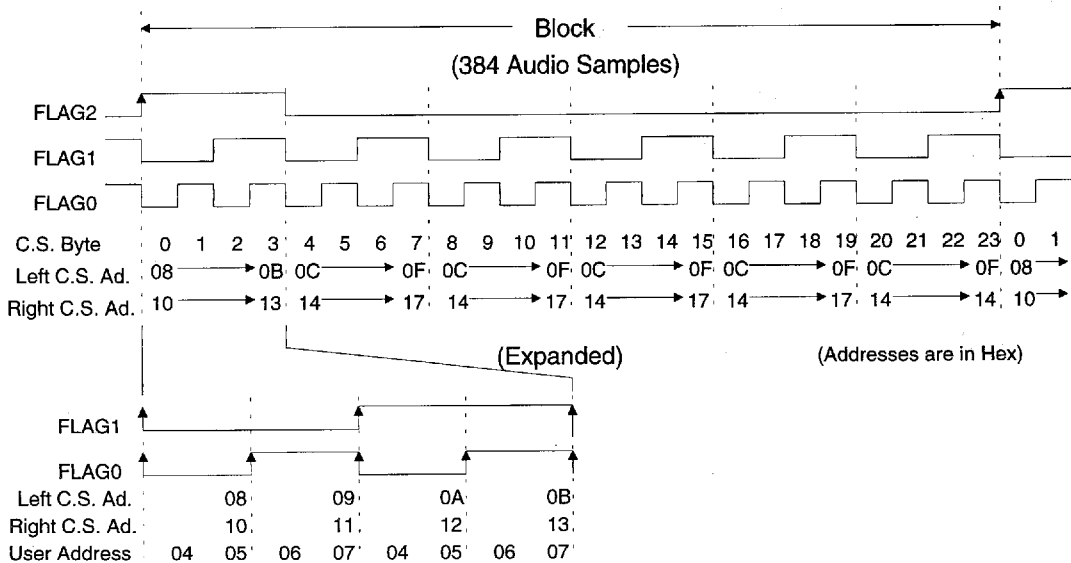 Block
(384 Audio Samples)
FLAG2
FLAG1
FLAG0
C.S. Byte 0 1 2 3 4 5 6 7 8 9 10 11 12 13 14 15 16 17 18 19 20 21 22 23 0 1
Left C.S. Ad. 08 0B 0C 0F 0C 0F 0C 0F 0C 0F 0C 0F 08
Right C.S. Ad. 10 13 14 17 14 17 14 17 14 17 14 14 10
(Expanded) (Addresses are in Hex)
FLAG1
FLAG0
Left C.S. Ad. 08 09 0A 0B
Right C.S. Ad. 10 11 12 13
User Address 04 05 06 07 04 05 06 07